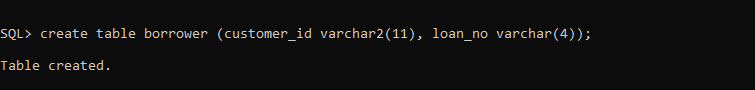 SQL> create table borrower (customer_id varchar2(11), loan_no varchar(4));
Table created.